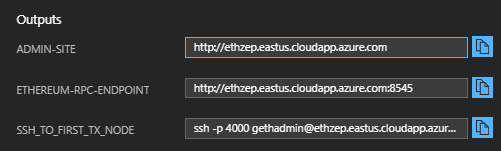 Outputs
ADMIN-SITE http://ethzep.eastus.cloudapp.azure.com
ETHEREUM-RPC-ENDPOINT http://ethzep.eastus.cloudapp.azure.com:8545
SSH_TO_FIRST_TX_NODE ssh -p 4000 gethadmin@ethzep.eastus.cloudapp.azur...